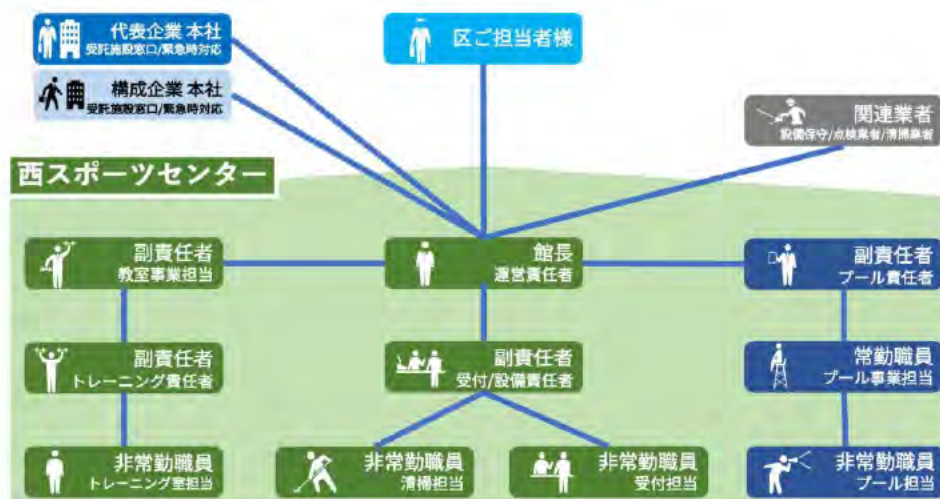 代表企業 本社
受託施設窓口/緊急時対応
区ご担当者様
構成企業 本社
受託施設窓口/緊急時対応
関連業者
設備保守/点検業者/清掃業者
西スポーツセンター
副責任者
教室事業担当
館長
運営責任者
副責任者
プール責任者
副責任者
トレーニング責任者
副責任者
受付/設備責任者
常勤職員
プール事業担当
非常勤職員
トレーニング室担当
非常勤職員
清掃担当
非常勤職員
受付担当
非常勤職員
プール担当